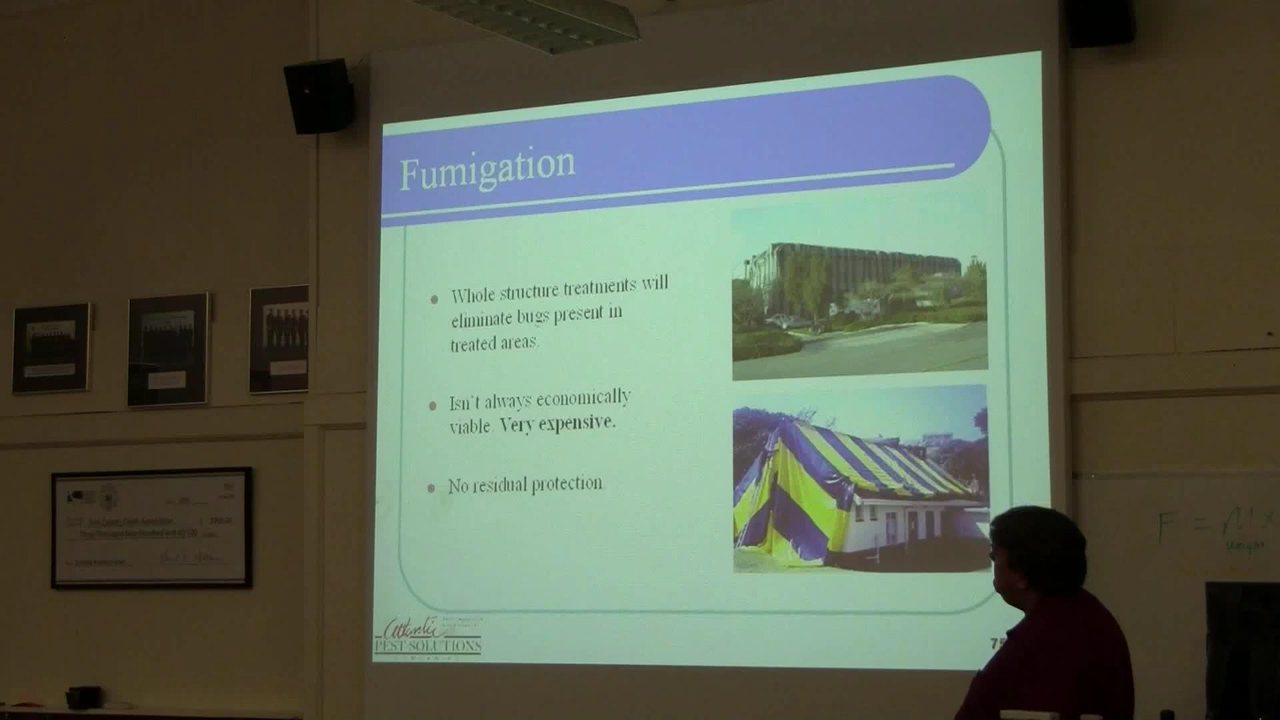 Fumigation
Whole structure treatments will
eliminate bugs present in
treated areas.
Isn't always economically
viable. Very expensive.
No residual protection.
Atlantic
PEST SOLUTIONS
F =